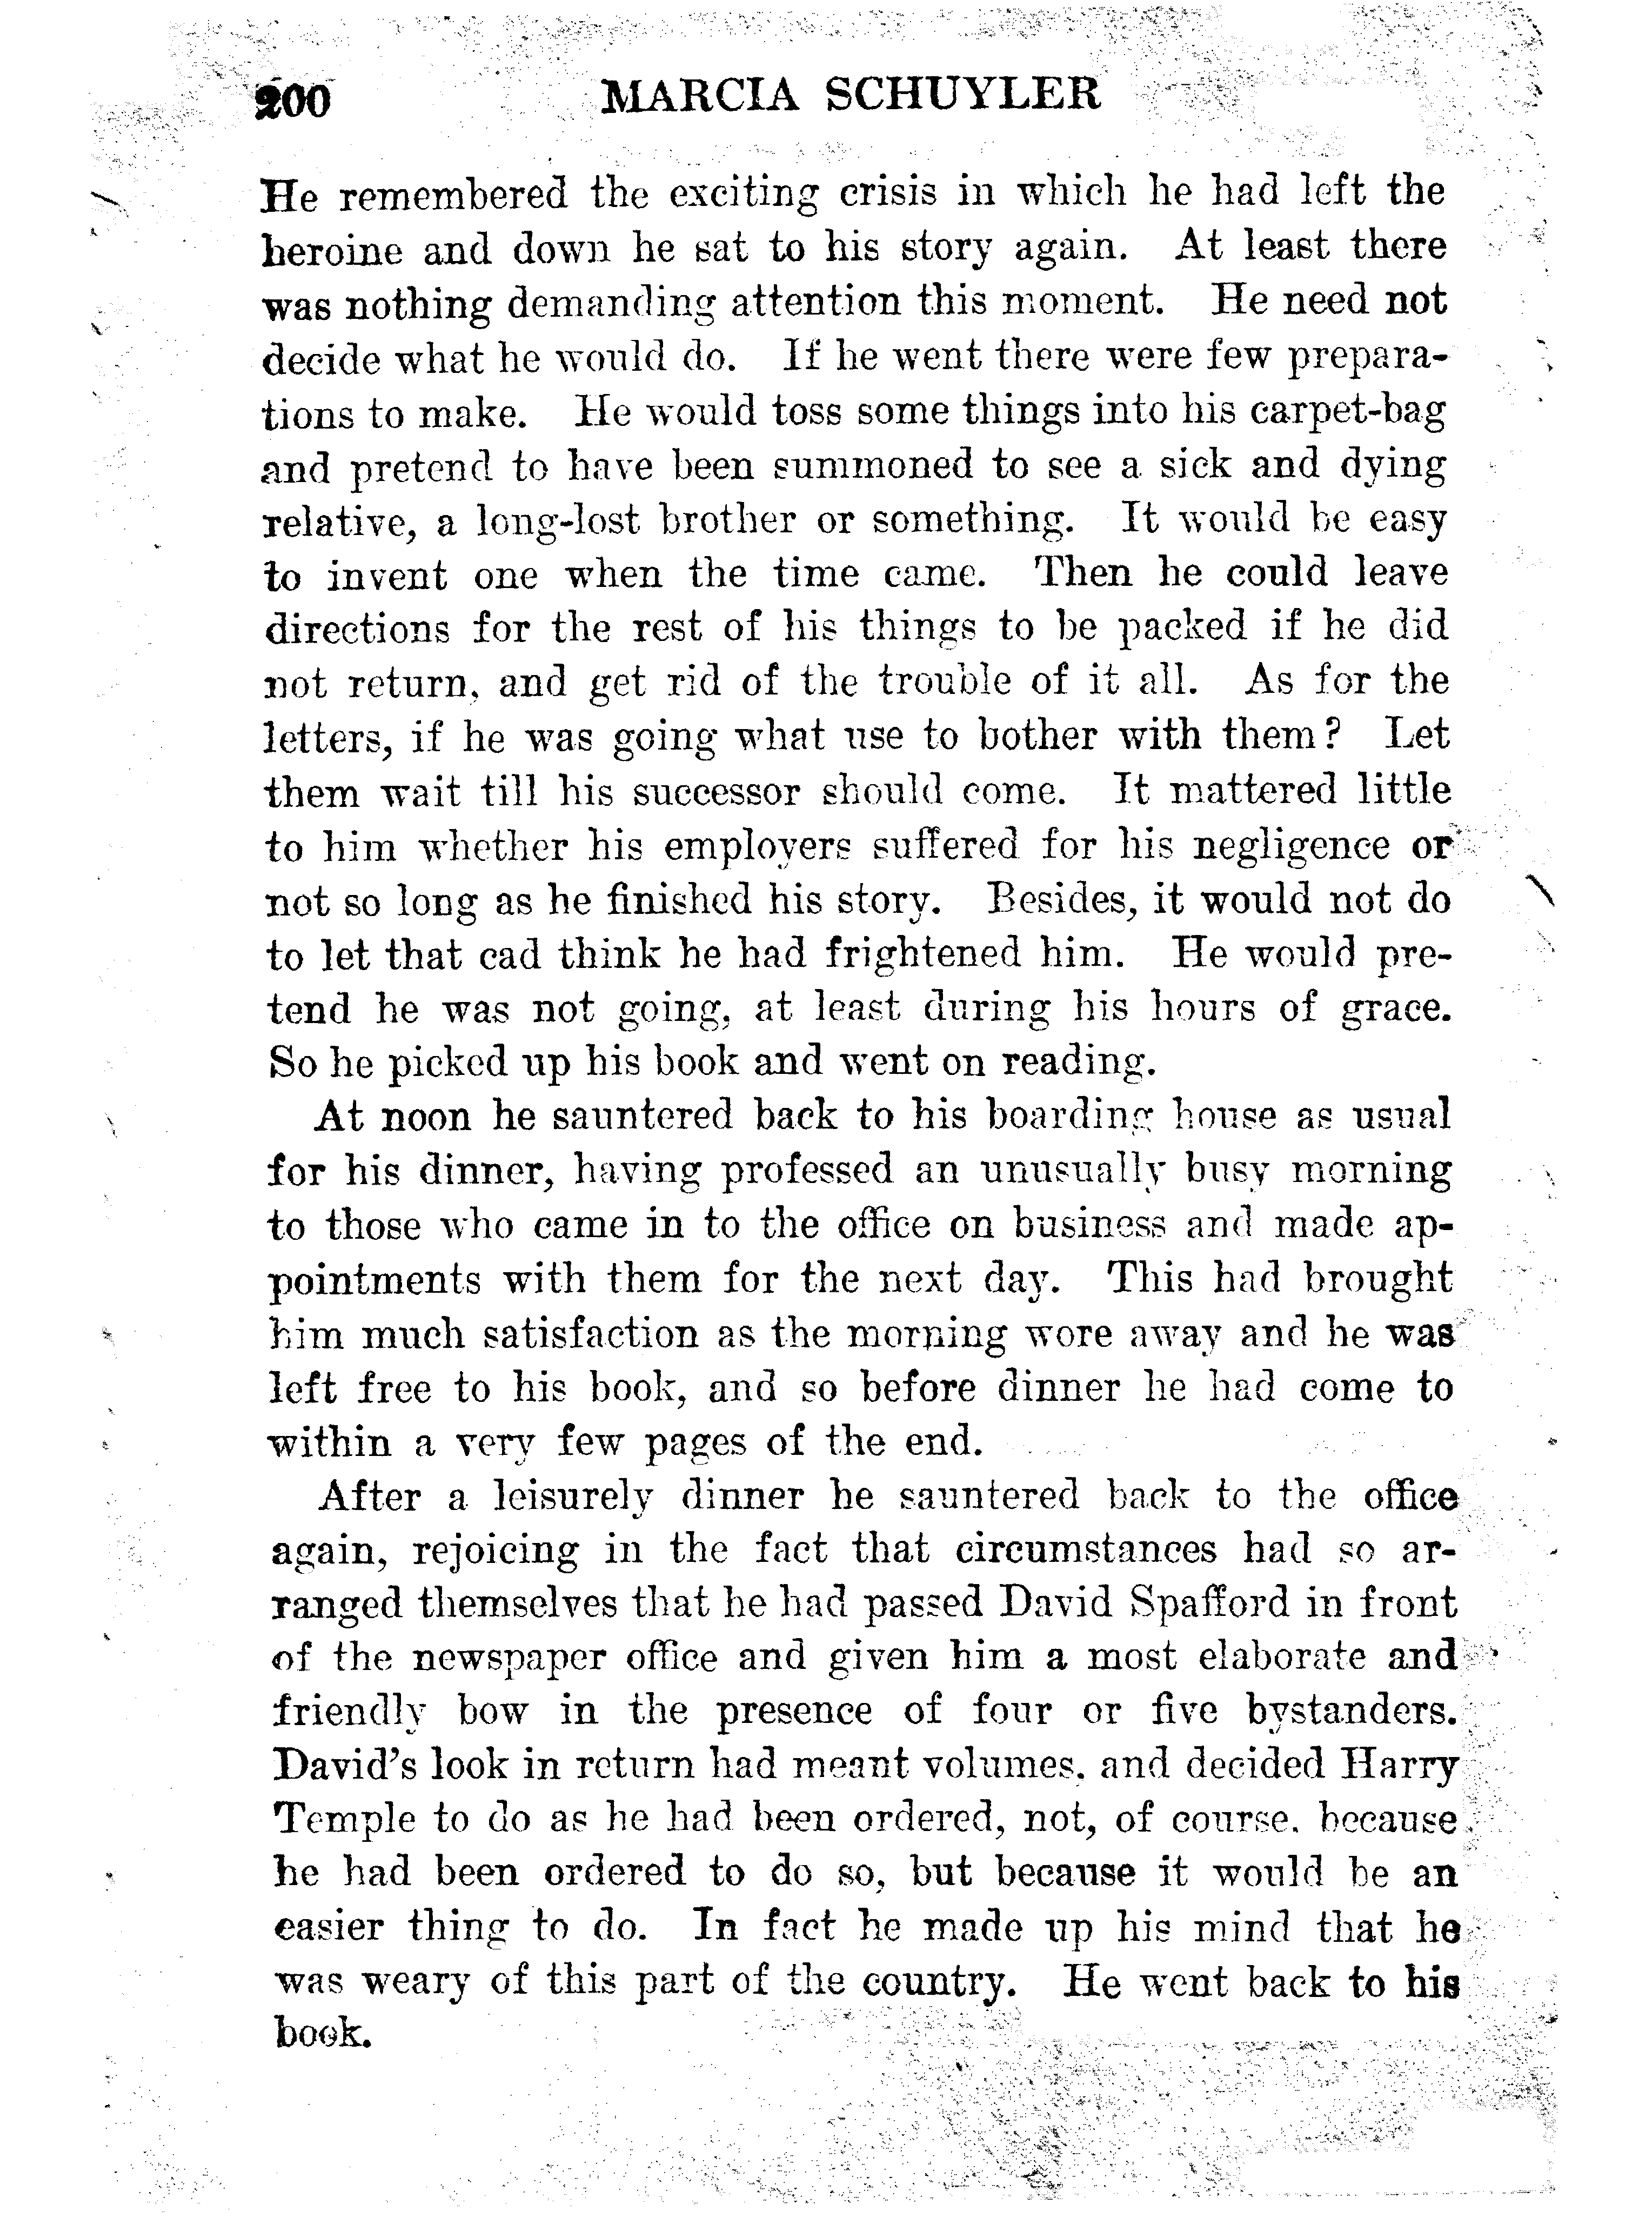 200 MARCIA SCHUYLER
He remembered the exciting crisis in which he had left the
heroine and down he sat to his story again. At least there
was nothing demanding attention this moment. He need not
decide what he would do. If he went there were few prepara-
tions to make. He would toss some things into his carpet-bag
and pretend to have been summoned to see a sick and dying
relative, a long-lost brother or something. It would be easy
to invent one when the time came. Then he could leave
directions for the rest of his things to be packed if he did
not return, and get rid of the trouble of it all. As for the
letters, if he was going what use to bother with them? Let
them wait till his successor should come. It mattered little
to him whether his employers suffered for his negligence or
not so long as he finished his story. Besides, it would not do
to let that cad think he had frightened him. He would pre-
tend he was not going, at least during his hours of grace.
So he picked up his book and went on reading.
At noon he sauntered back to his boarding house as usual
for his dinner, having professed an unusually busy morning
to those who came in to the office on business and made ap-
pointments with them for the next day. This had brought
him much satisfaction as the morning wore away and he was
left free to his book, and so before dinner he had come to
within a very few pages of the end.
After a leisurely dinner he sauntered back to the office
again, rejoicing in the fact that circumstances had so ar-
ranged themselves that he had passed David Spafford in front
of the newspaper office and given him a most elaborate and
friendly bow in the presence of four or five bystanders.
David's look in return had meant volumes, and decided Harry
Temple to do as he had been ordered, not, of course, because
he had been ordered to do so, but because it would be an
easier thing to do. In fact he made up his mind that he
was weary of this part of the country. He went back to his
book.